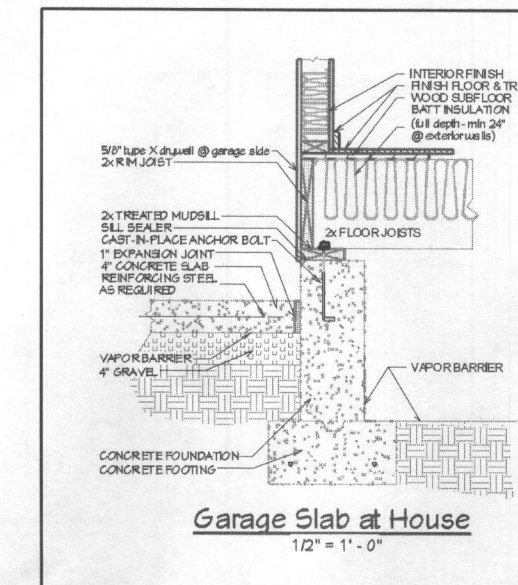 INTERIOR FINISH
FINISH FLOOR & TR
WOOD SUBFLOOR
BATT INSULATION
(full depth - min 24"
@ exterior walls)
5/8" type X drywall @ garage side
2x RIM JOIST
2x TREATED MUDSILL
SILL SEALER
CAST-IN-PLACE ANCHOR BOLT
1" EXPANSION JOINT
4" CONCRETE SLAB
REINFORCING STEEL
AS REQUIRED
2x FLOOR JOISTS
VAPOR BARRIER
4" GRAVEL
VAPOR BARRIER
CONCRETE FOUNDATION
CONCRETE FOOTING
Garage Slab at House
1/2" = 1' - 0"